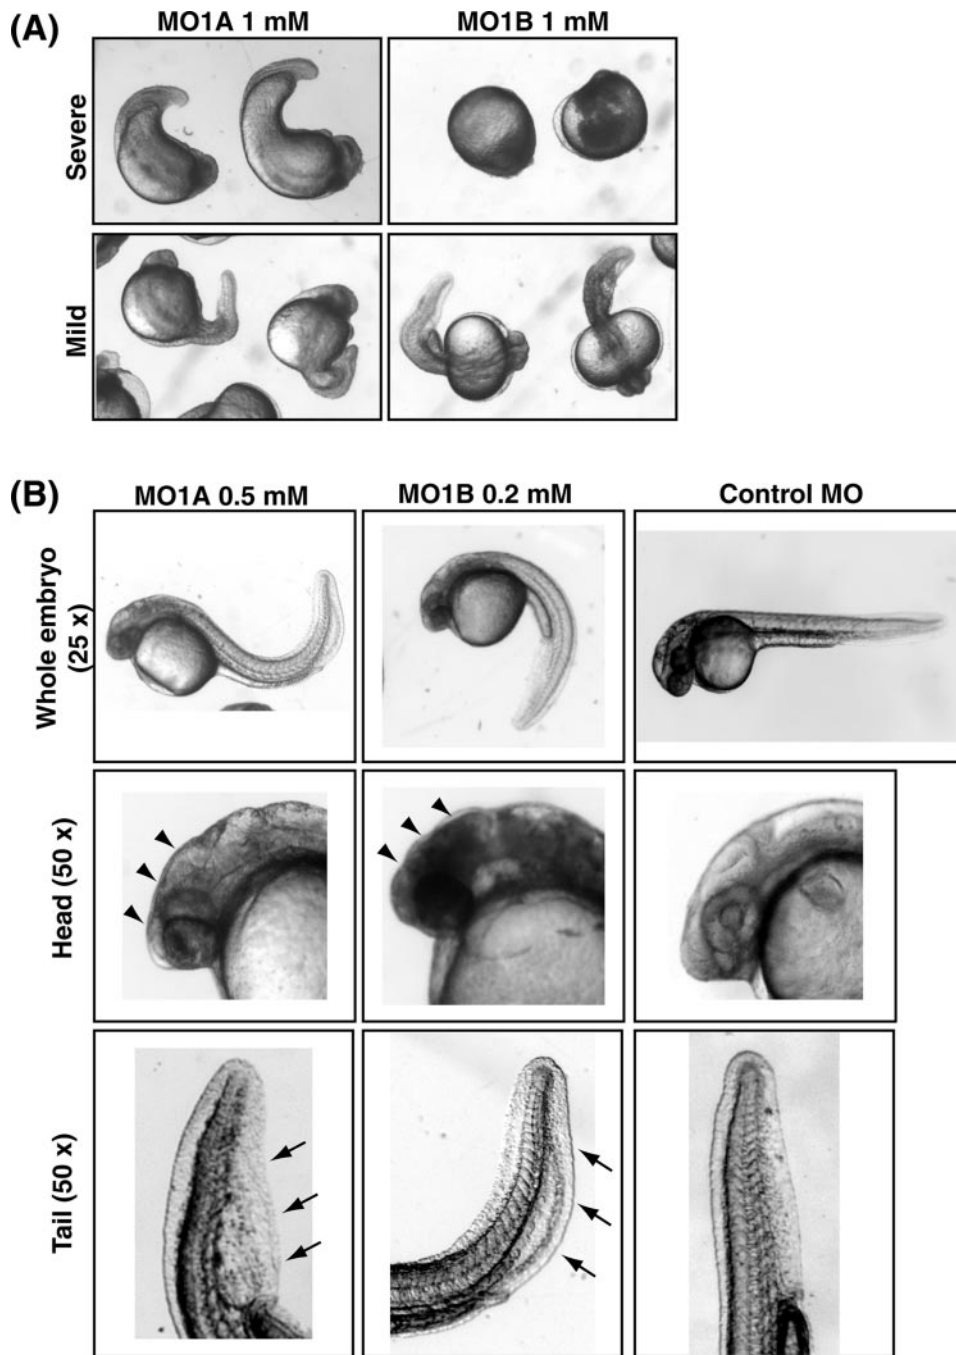 (A)
MO1A 1 mM
MO1B 1 mM
Severe
Mild
(B)
MO1A 0.5 mM
MO1B 0.2 mM
Control MO
Whole embryo
(25 x)
Head (50 x)
Tail (50 x)